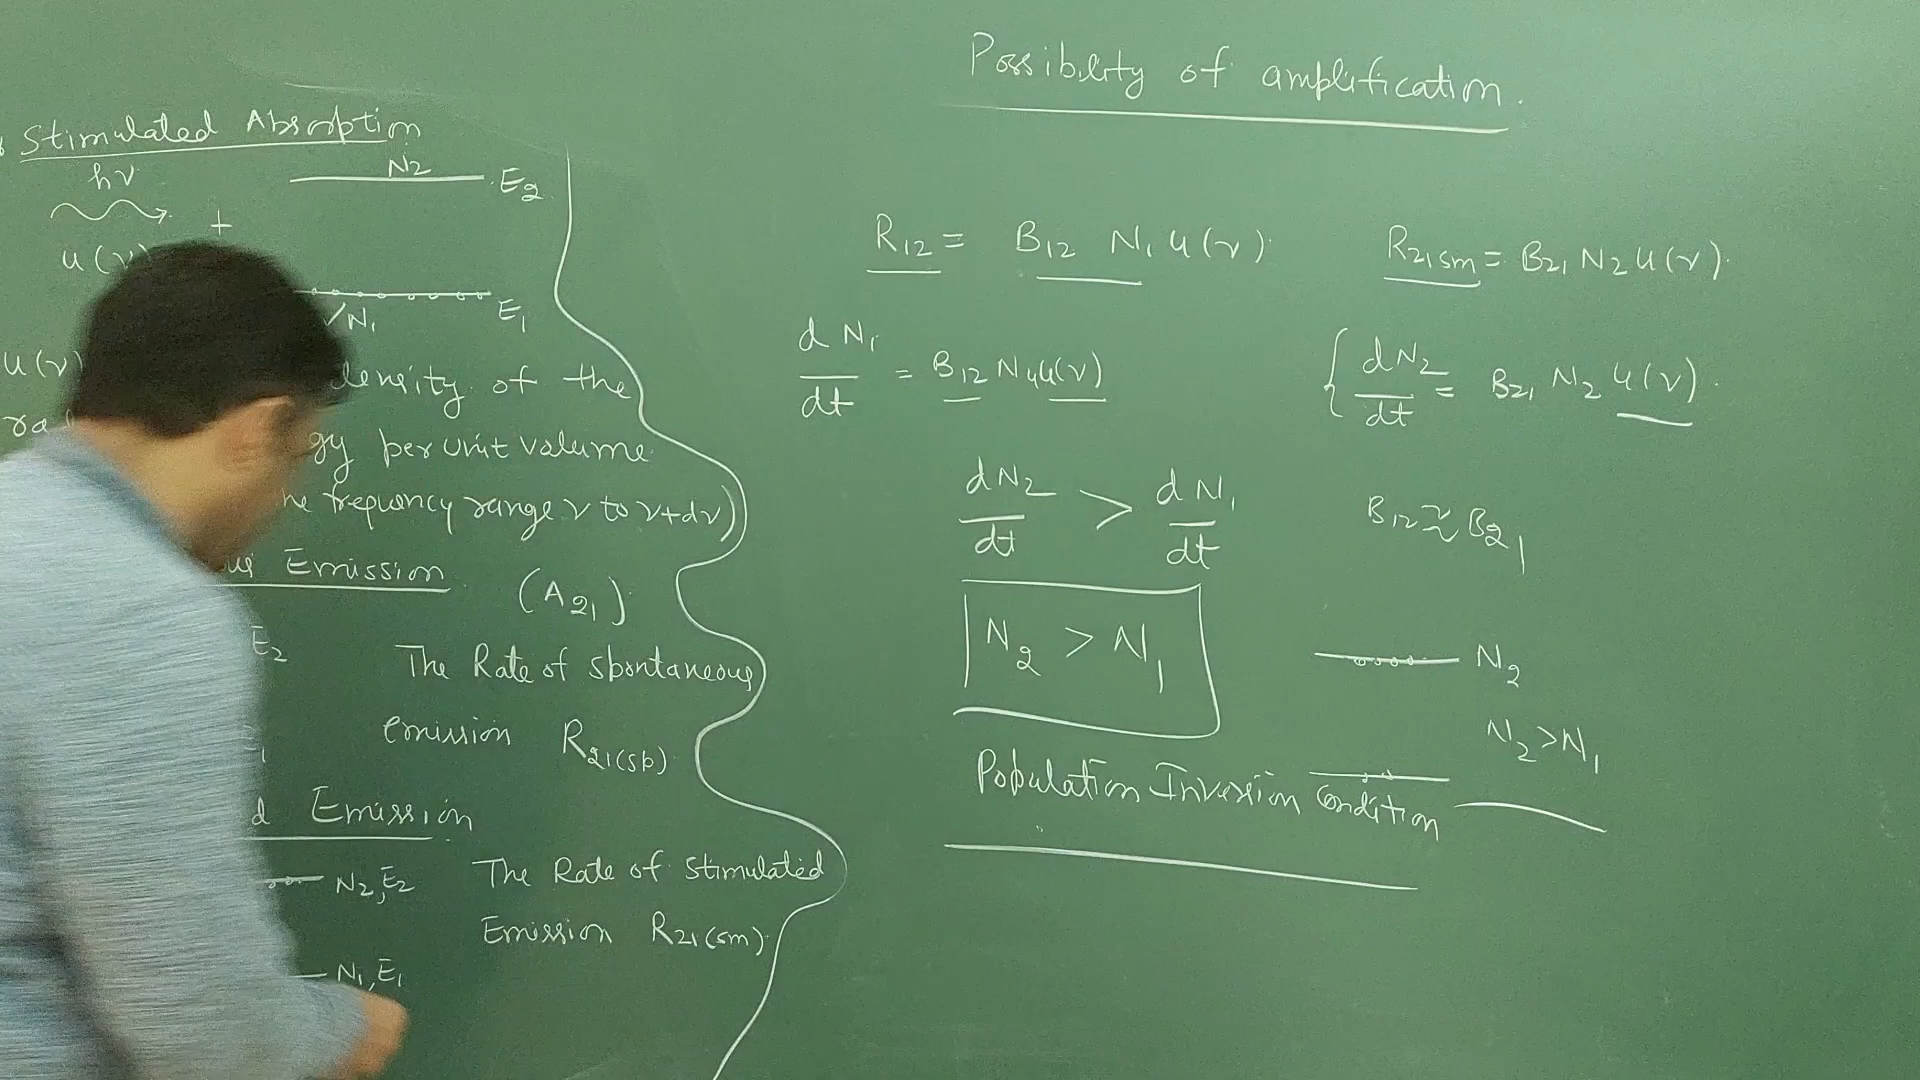 Stimulated Absorption
hν
N2
E2
+
u(ν)
N1
E1
u(ν)
density of the
per unit volume
frequency range ν to ν+dν)
Emission (A21)
E2
The Rate of spontaneous
emission R21(sp)
Emission
N2,E2
The Rate of Stimulated
Emission R21(sm)
N1,E1
Possibility of amplification.
R12 = B12 N1 u(ν)
R21sm = B21 N2 u(ν)
dN1/dt = B12 N1 u(ν)
dN2/dt = B21 N2 u(ν)
dN2/dt > dN1/dt
B12 ≈ B21
N2 > N1
N2
N2>N1
Population Inversion Condition